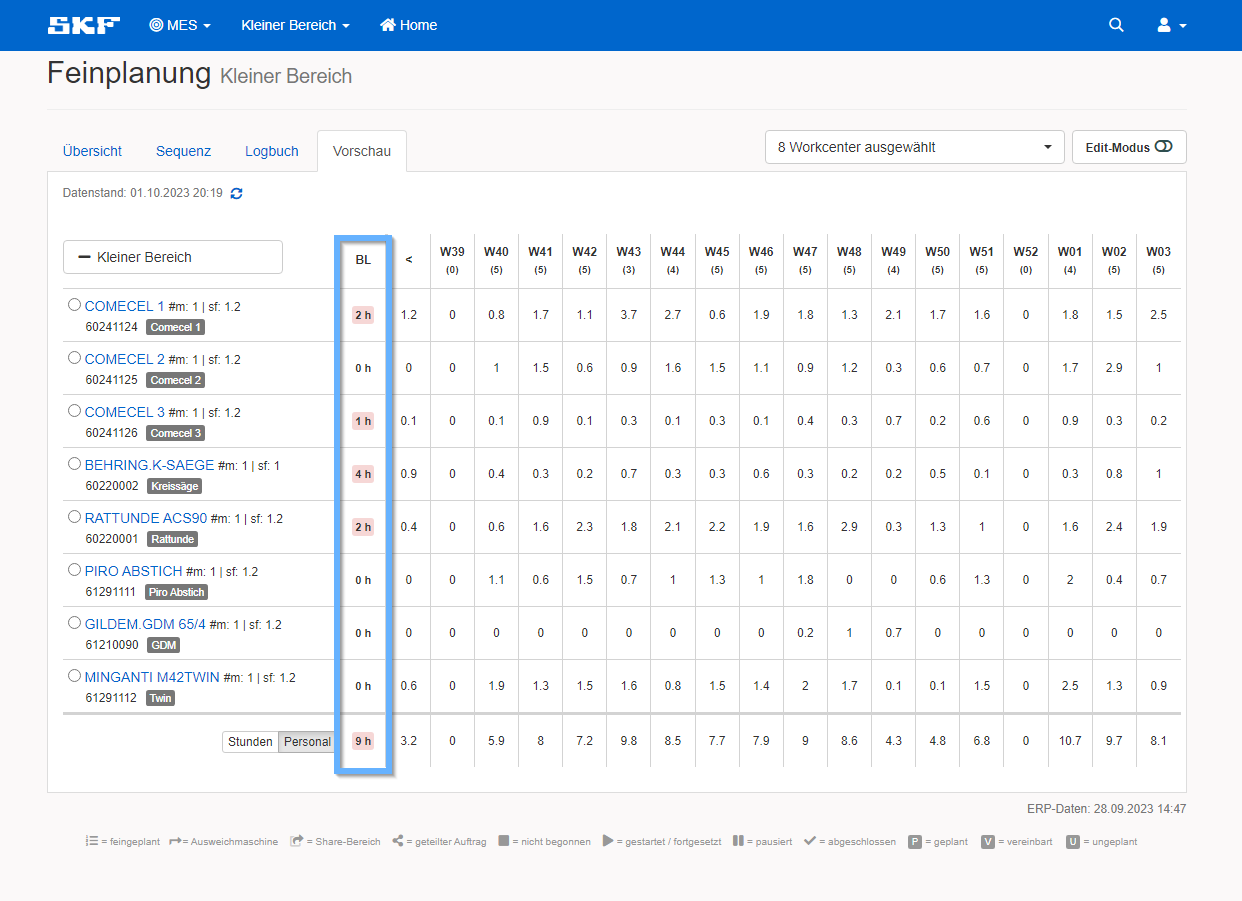 SKF MES Kleiner Bereich Home
Feinplanung Kleiner Bereich
Übersicht Sequenz Logbuch Vorschau 8 Workcenter ausgewählt Edit-Modus
Datenstand: 01.10.2023 20:19
Kleiner Bereich BL < W39 (0) W40 (5) W41 (5) W42 (5) W43 (3) W44 (4) W45 (5) W46 (5) W47 (5) W48 (5) W49 (4) W50 (5) W51 (5) W52 (0) W01 (4) W02 (5) W03 (5)
COMECEL 1 #m: 1 | sf: 1.2
60241124 Comecel 1
2 h 1.2 0 0.8 1.7 1.1 3.7 2.7 0.6 1.9 1.8 1.3 2.1 1.7 1.6 0 1.8 1.5 2.5
COMECEL 2 #m: 1 | sf: 1.2
60241125 Comecel 2
0 h 0 0 1 1.5 0.6 0.9 1.6 1.5 1.1 0.9 1.2 0.3 0.6 0.7 0 1.7 2.9 1
COMECEL 3 #m: 1 | sf: 1.2
60241126 Comecel 3
1 h 0.1 0 0.1 0.9 0.1 0.3 0.1 0.3 0.1 0.4 0.3 0.7 0.2 0.6 0 0.9 0.3 0.2
BEHRING.K-SAEGE #m: 1 | sf: 1
60220002 Kreissäge
4 h 0.9 0 0.4 0.3 0.2 0.7 0.3 0.3 0.6 0.3 0.2 0.2 0.5 0.1 0 0.3 0.8 1
RATTUNDE ACS90 #m: 1 | sf: 1.2
60220001 Rattunde
2 h 0.4 0 0.6 1.6 2.3 1.8 2.1 2.2 1.9 1.6 2.9 0.3 1.3 1 0 1.6 2.4 1.9
PIRO ABSTICH #m: 1 | sf: 1.2
61291111 Piro Abstich
0 h 0 0 1.1 0.6 1.5 0.7 1 1.3 1 1.8 0 0 0.6 1.3 0 2 0.4 0.7
GILDEM.GDM 65/4 #m: 1 | sf: 1.2
61210090 GDM
0 h 0 0 0 0 0 0 0 0 0 0.2 1 0.7 0 0 0 0 0 0
MINGANTI M42TWIN #m: 1 | sf: 1.2
61291112 Twin
0 h 0.6 0 1.9 1.3 1.5 1.6 0.8 1.5 1.4 2 1.7 0.1 0.1 1.5 0 2.5 1.3 0.9
Stunden Personal 9 h 3.2 0 5.9 8 7.2 9.8 8.5 7.7 7.9 9 8.6 4.3 4.8 6.8 0 10.7 9.7 8.1
ERP-Daten: 28.09.2023 14:47
= feingeplant = Ausweichmaschine = Share-Bereich = geteilter Auftrag = nicht begonnen = gestartet / fortgesetzt = pausiert = abgeschlossen P = geplant V = vereinbart U = ungeplant